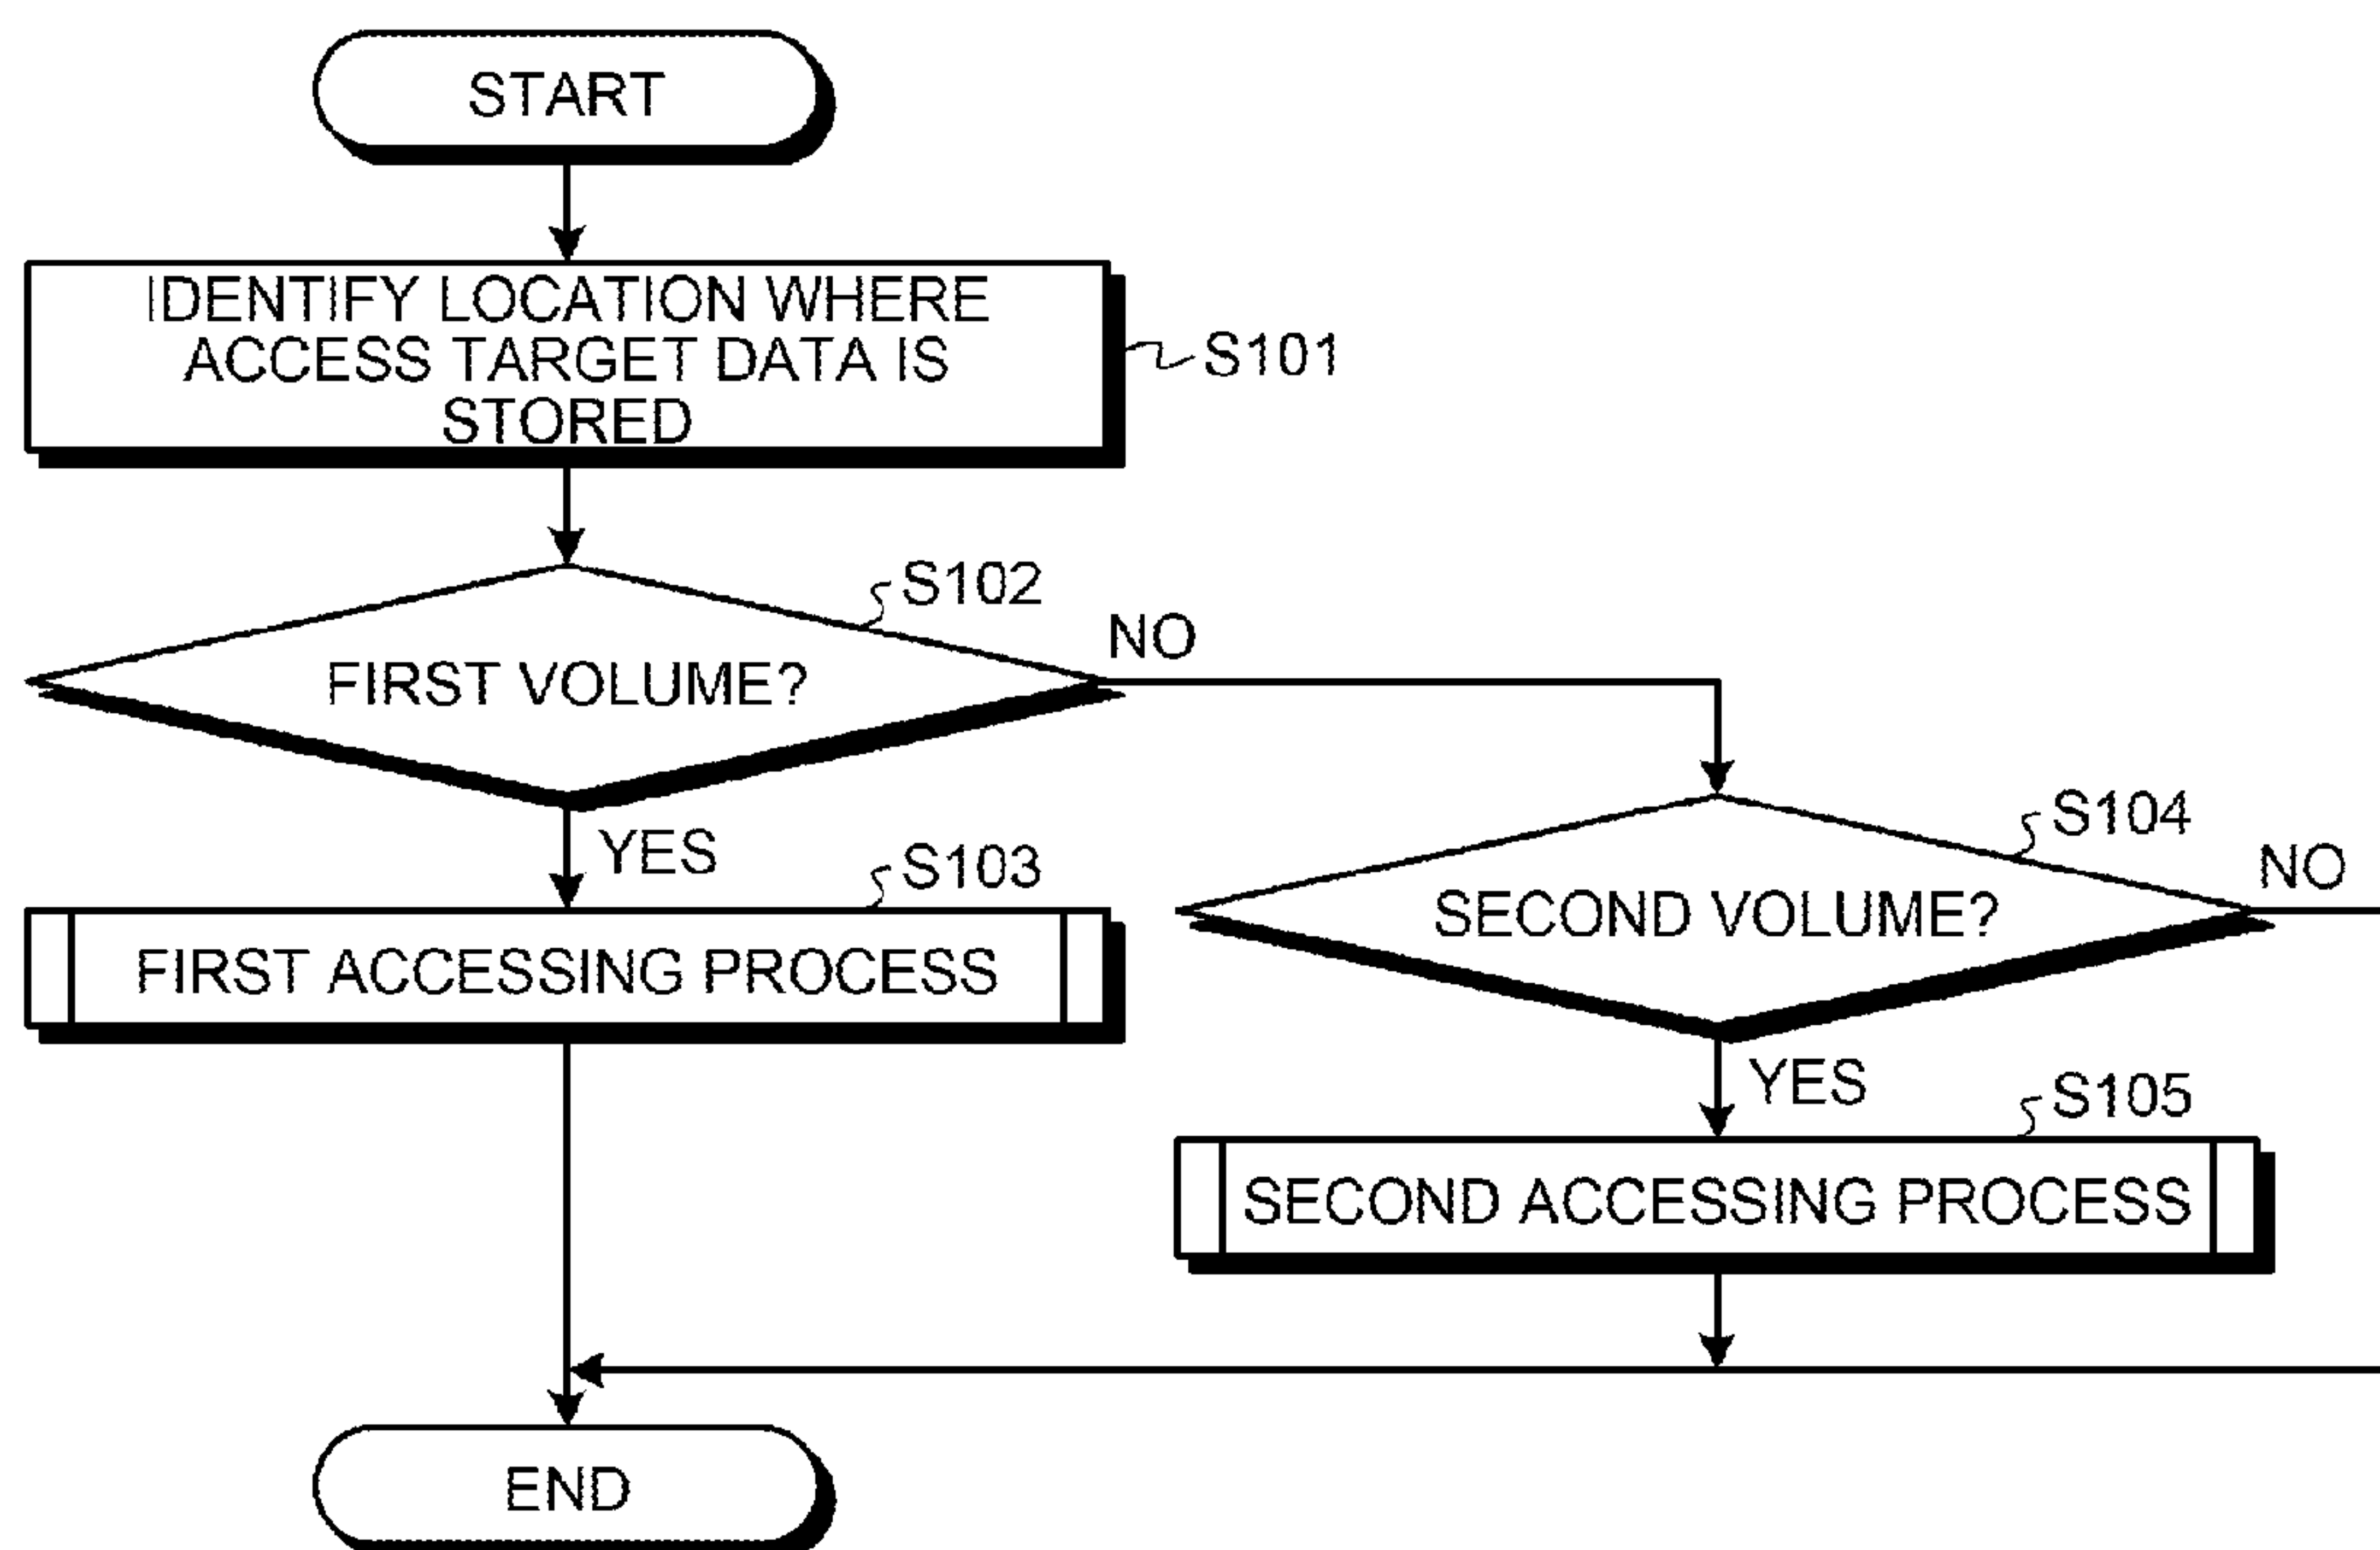 START
IDENTIFY LOCATION WHERE
ACCESS TARGET DATA IS
STORED
S101
S102
FIRST VOLUME?
NO
YES
S103
FIRST ACCESSING PROCESS
S104
SECOND VOLUME?
NO
YES
S105
SECOND ACCESSING PROCESS
END